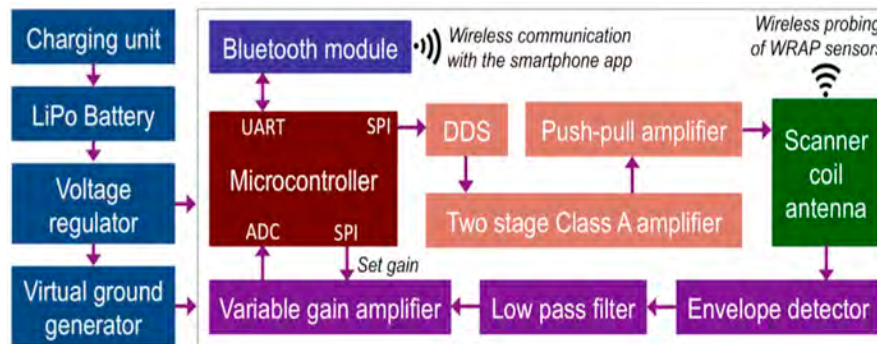 Charging unit
LiPo Battery
Voltage
regulator
Virtual ground
generator
Bluetooth module
Wireless communication
with the smartphone app
Wireless probing
of WRAP sensors
UART
SPI
Microcontroller
ADC
SPI
Set gain
DDS
Push-pull amplifier
Two stage Class A amplifier
Scanner
coil
antenna
Variable gain amplifier
Low pass filter
Envelope detector